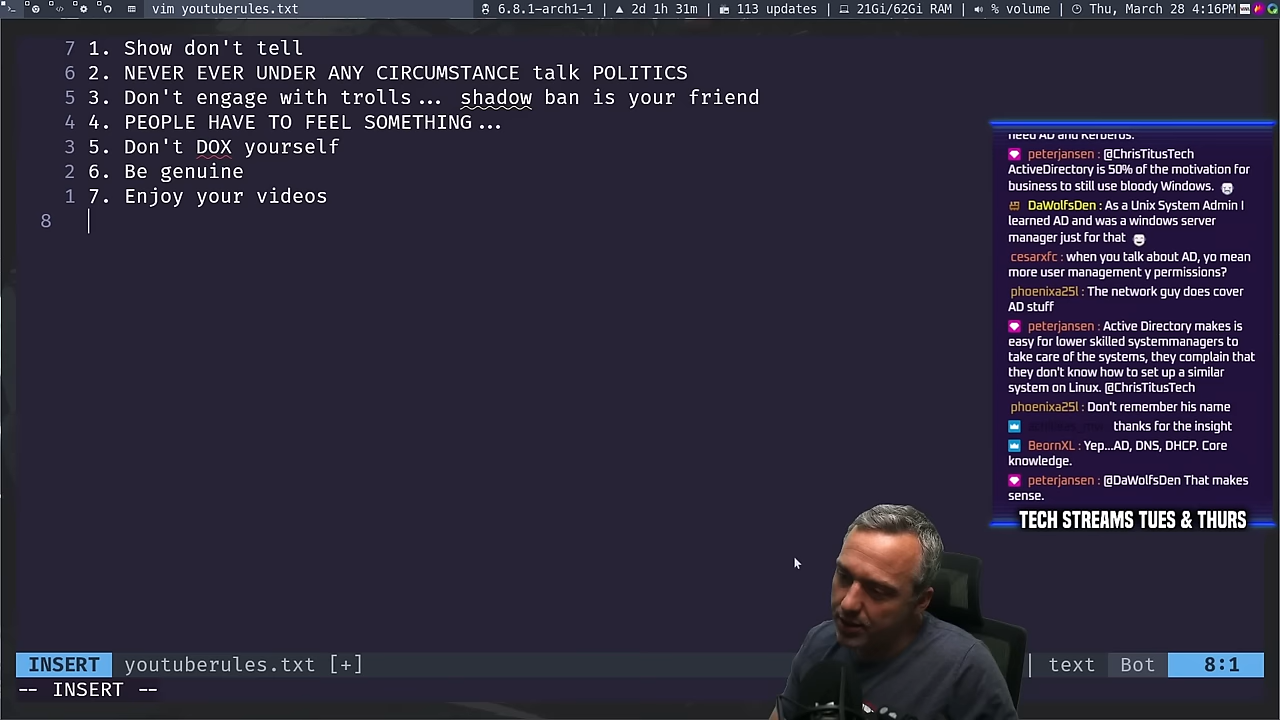 vim youtuberules.txt
6.8.1-arch1-1 | 2d 1h 31m | 113 updates | 21Gi/62Gi RAM | % volume | Thu, March 28 4:16PM
7 1. Show don't tell
6 2. NEVER EVER UNDER ANY CIRCUMSTANCE talk POLITICS
5 3. Don't engage with trolls... shadow ban is your friend
4 4. PEOPLE HAVE TO FEEL SOMETHING...
3 5. Don't DOX yourself
2 6. Be genuine
1 7. Enjoy your videos
8
need AD and Kerberos.
peterjansen : @ChrisTitusTech
ActiveDirectory is 50% of the motivation for
business to still use bloody Windows.
DaWolfsDen : As a Unix System Admin I
learned AD and was a windows server
manager just for that
cesarxfc : when you talk about AD, yo mean
more user management y permissions?
phoenixa25l : The network guy does cover
AD stuff
peterjansen : Active Directory makes is
easy for lower skilled systemmanagers to
take care of the systems, they complain that
they don't know how to set up a similar
system on Linux. @ChrisTitusTech
phoenixa25l : Don't remember his name
thanks for the insight
BeornXL : Yep...AD, DNS, DHCP. Core
knowledge.
peterjansen : @DaWolfsDen That makes
sense.
TECH STREAMS TUES & THURS
INSERT youtuberules.txt [+] | text Bot 8:1
-- INSERT --